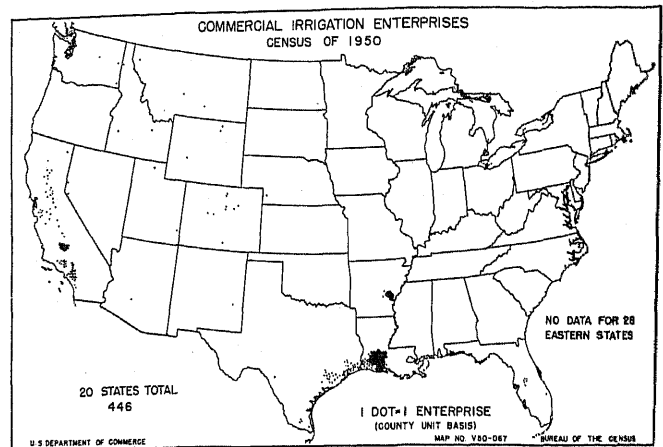 COMMERCIAL IRRIGATION ENTERPRISES
CENSUS OF 1950
NO DATA FOR 28
EASTERN STATES
20 STATES TOTAL
446
1 DOT=1 ENTERPRISE
(COUNTY UNIT BASIS)
U S DEPARTMENT OF COMMERCE
MAP NO. V50-067
BUREAU OF THE CENSUS